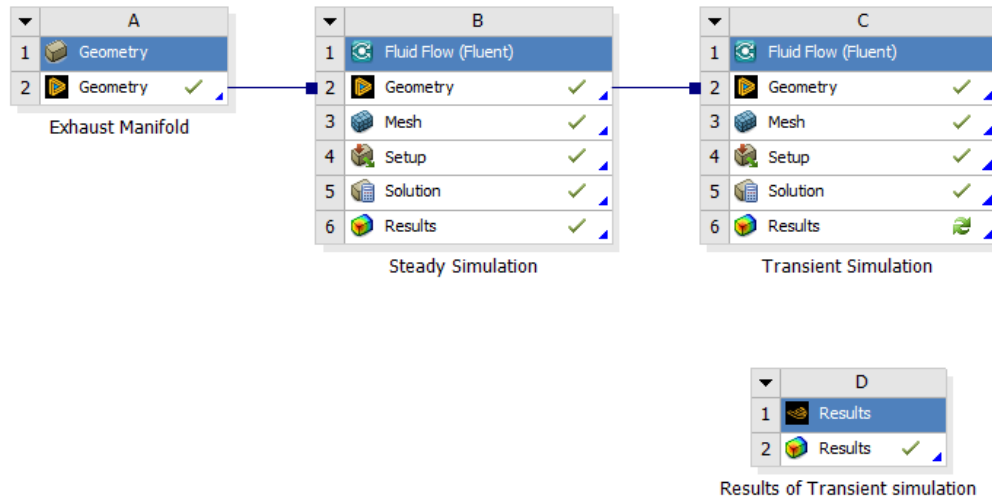 A
1 Geometry
2 Geometry
Exhaust Manifold
B
1 Fluid Flow (Fluent)
2 Geometry
3 Mesh
4 Setup
5 Solution
6 Results
Steady Simulation
C
1 Fluid Flow (Fluent)
2 Geometry
3 Mesh
4 Setup
5 Solution
6 Results
Transient Simulation
D
1 Results
2 Results
Results of Transient simulation